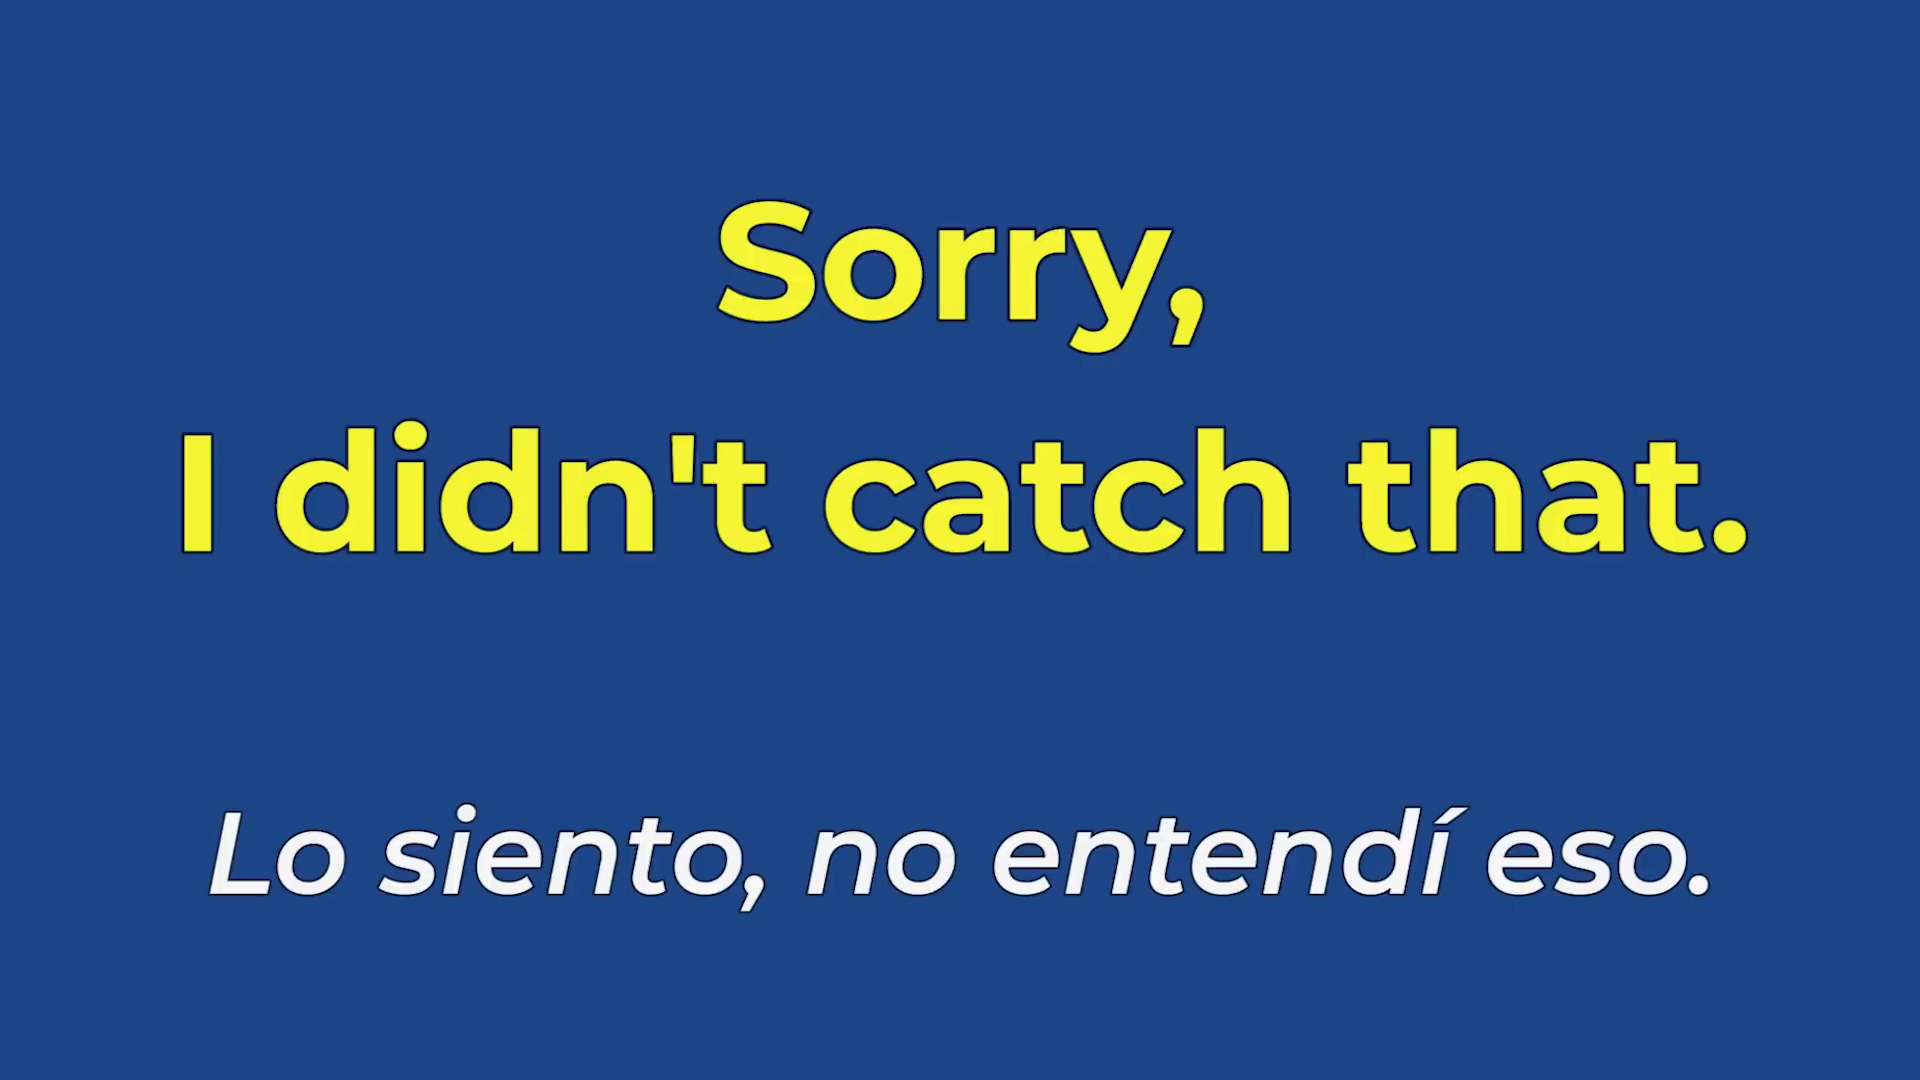 Sorry,
I didn't catch that.
Lo siento, no entendí eso.